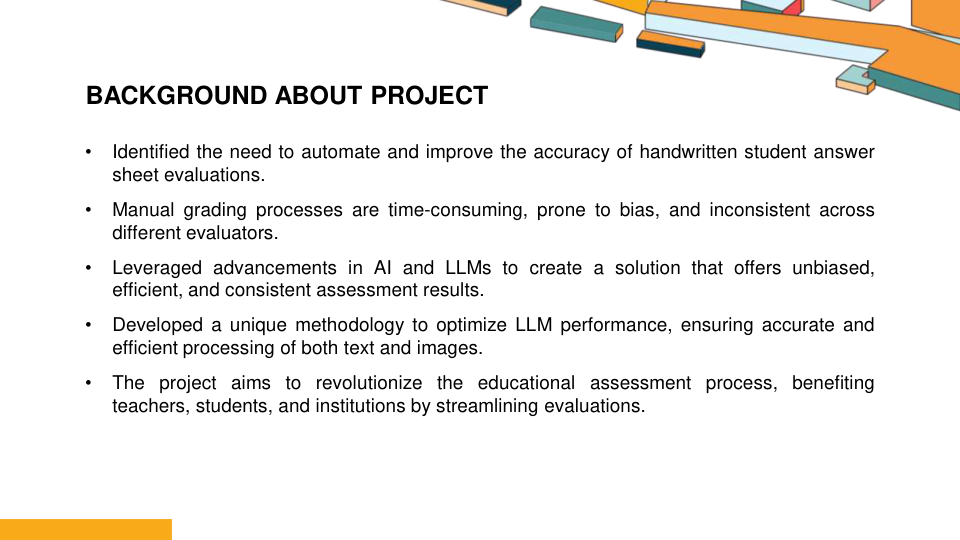 BACKGROUND ABOUT PROJECT
• Identified the need to automate and improve the accuracy of handwritten student answer
sheet evaluations.
• Manual grading processes are time-consuming, prone to bias, and inconsistent across
different evaluators.
• Leveraged advancements in AI and LLMs to create a solution that offers unbiased,
efficient, and consistent assessment results.
• Developed a unique methodology to optimize LLM performance, ensuring accurate and
efficient processing of both text and images.
• The project aims to revolutionize the educational assessment process, benefiting
teachers, students, and institutions by streamlining evaluations.